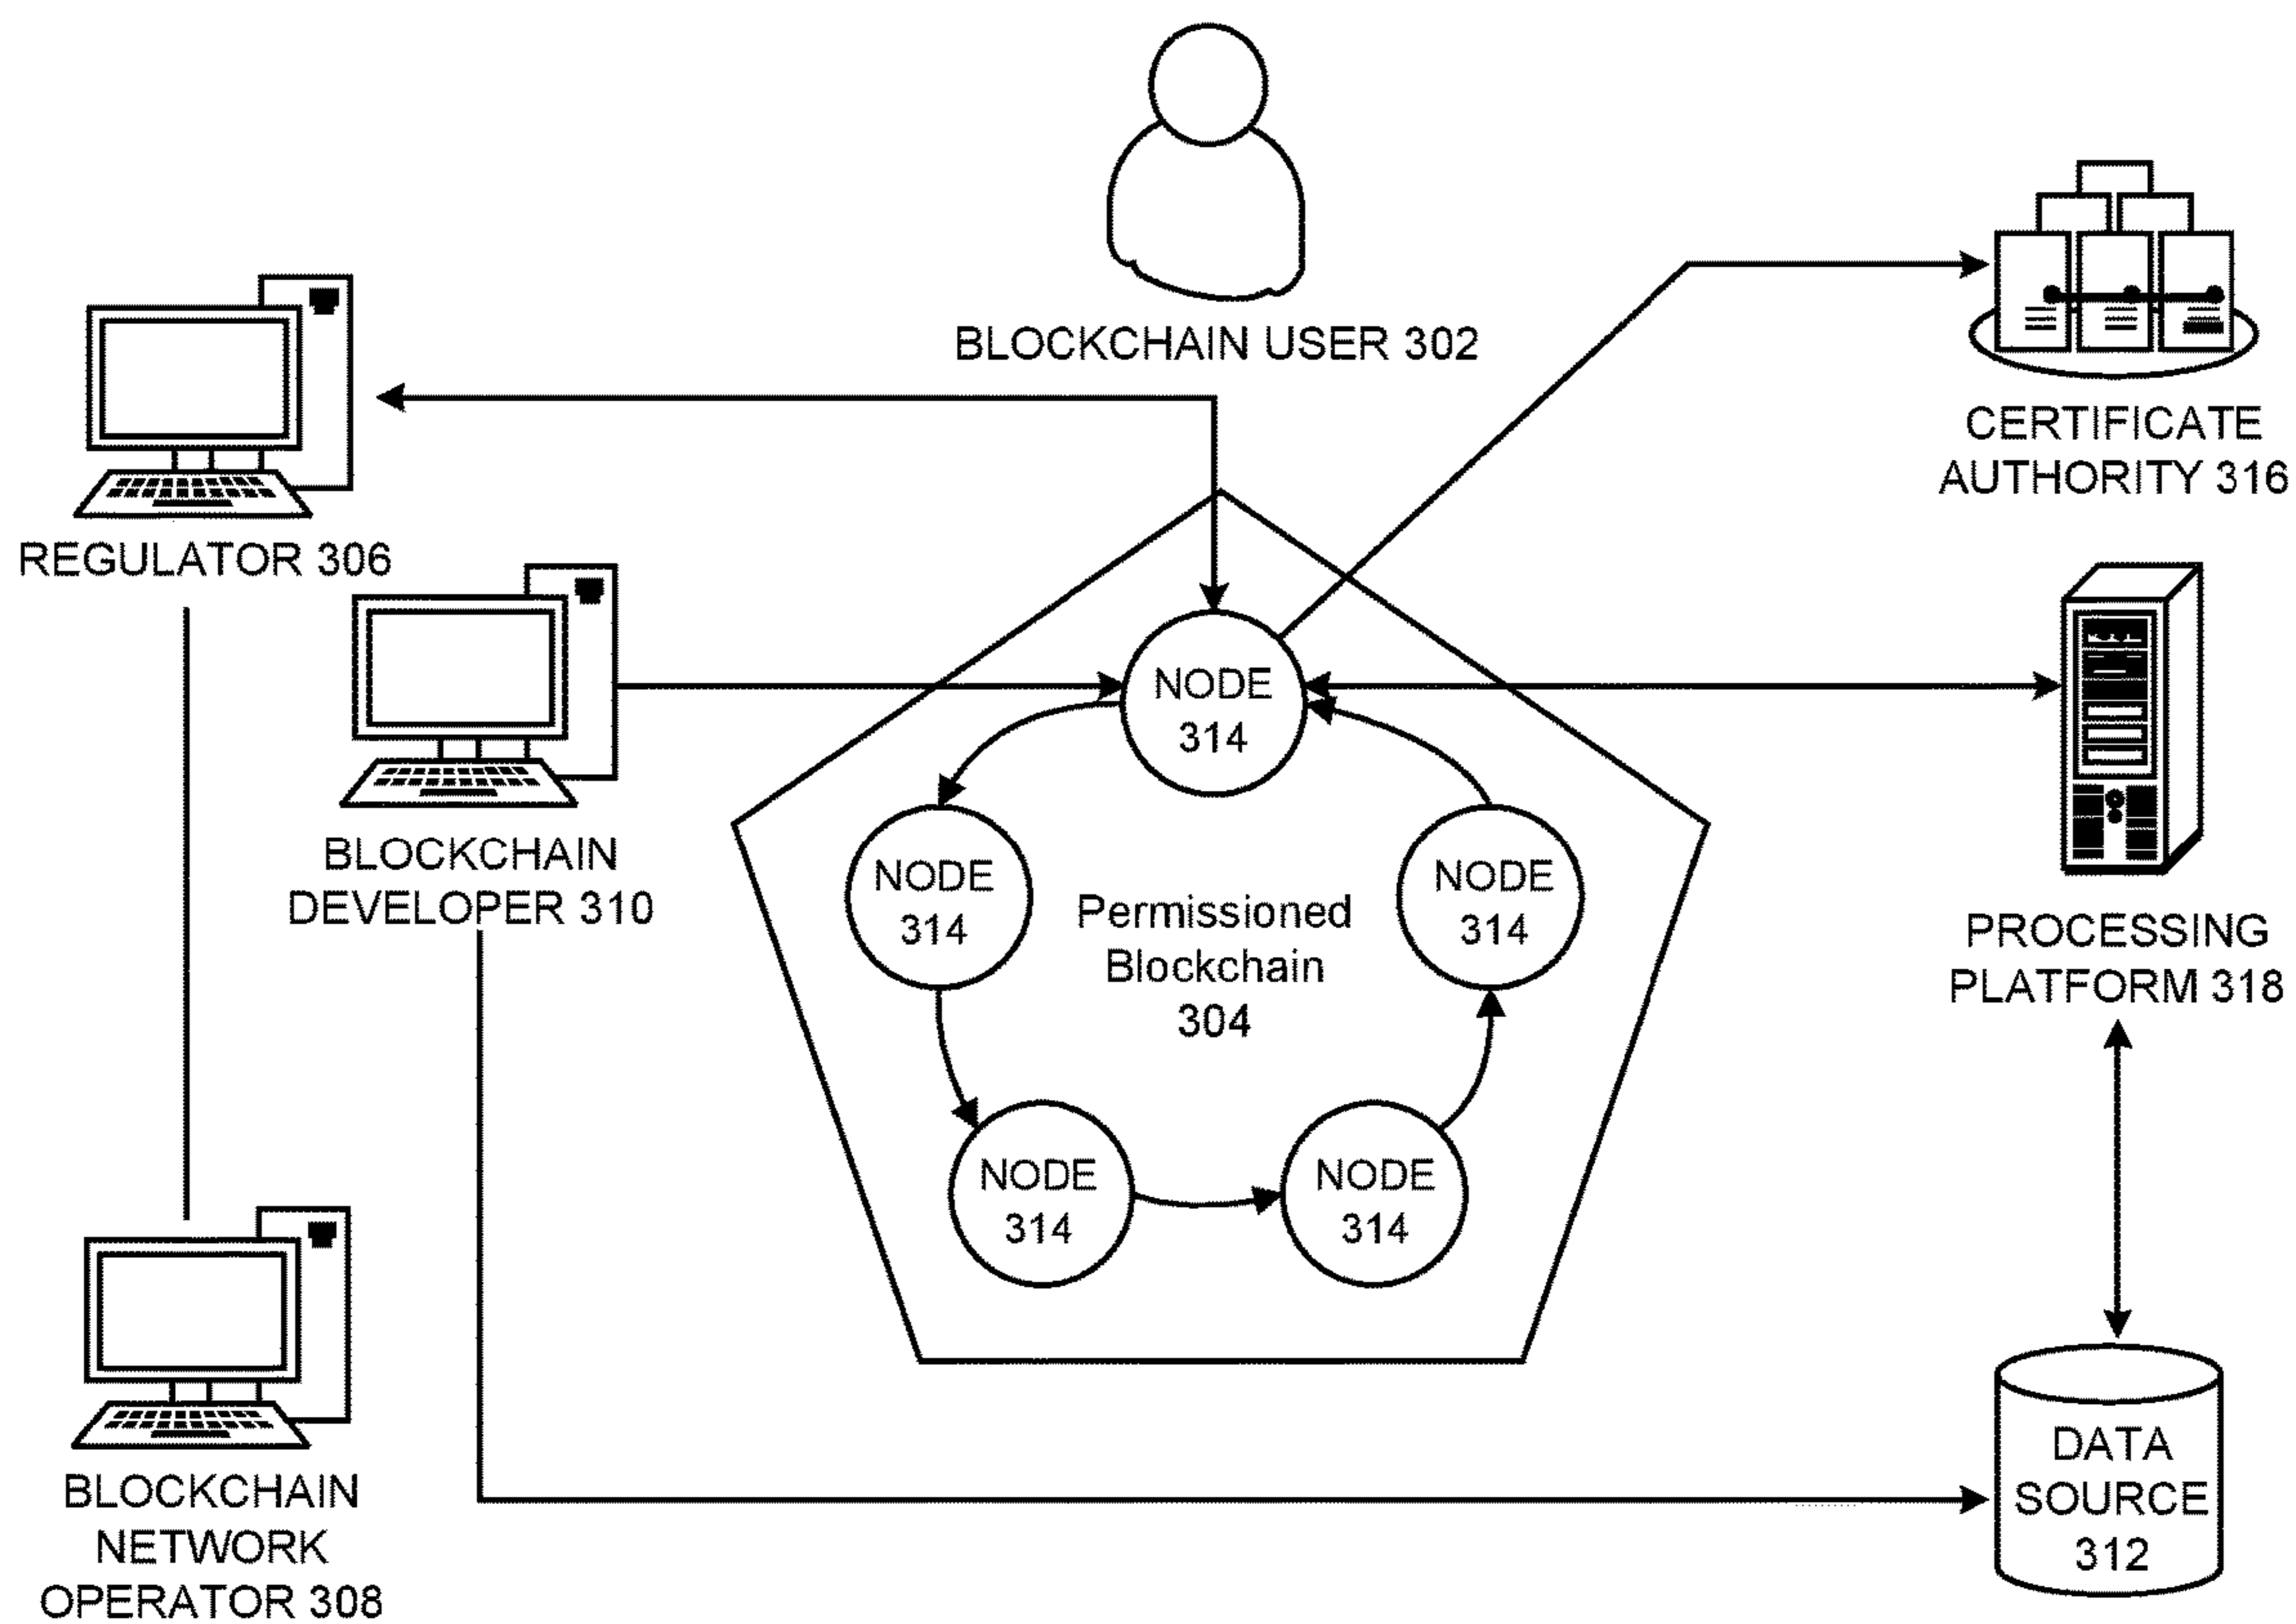 BLOCKCHAIN USER 302
CERTIFICATE
AUTHORITY 316
REGULATOR 306
BLOCKCHAIN
DEVELOPER 310
NODE
314
NODE
314
Permissioned
Blockchain
304
NODE
314
NODE
314
NODE
314
PROCESSING
PLATFORM 318
BLOCKCHAIN
NETWORK
OPERATOR 308
DATA
SOURCE
312